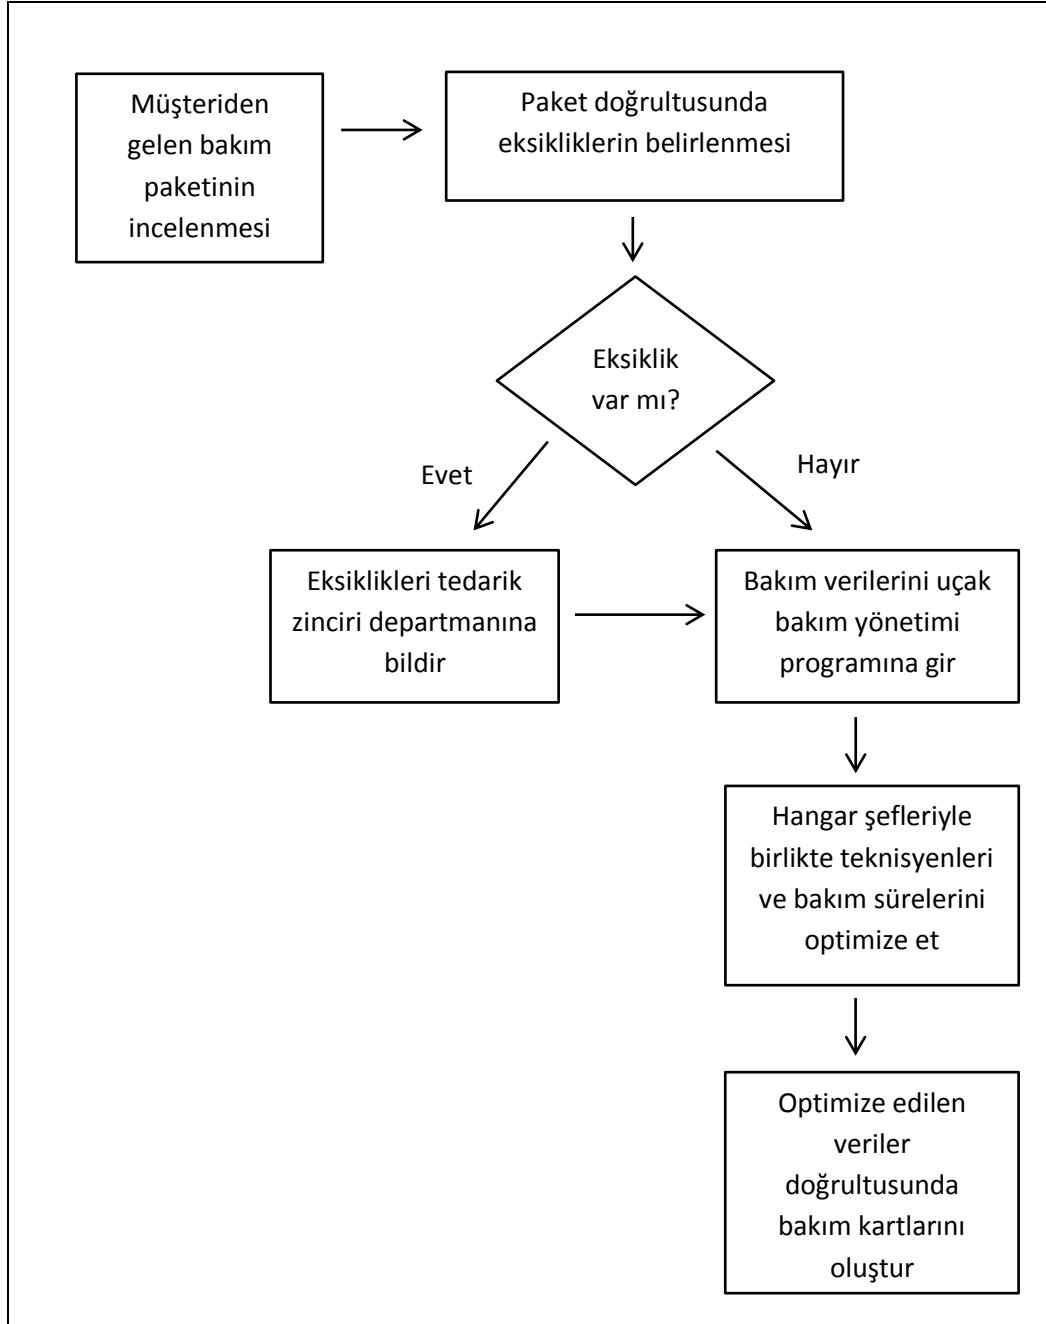 Müşteriden
gelen bakım
paketinin
incelenmesi
Paket doğrultusunda
eksikliklerin belirlenmesi
Eksiklik
var mı?
Evet
Hayır
Eksiklikleri tedarik
zinciri departmanına
bildir
Bakım verilerini uçak
bakım yönetimi
programına gir
Hangar şefleriyle
birlikte teknisyenleri
ve bakım sürelerini
optimize et
Optimize edilen
veriler
doğrultusunda
bakım kartlarını
oluştur